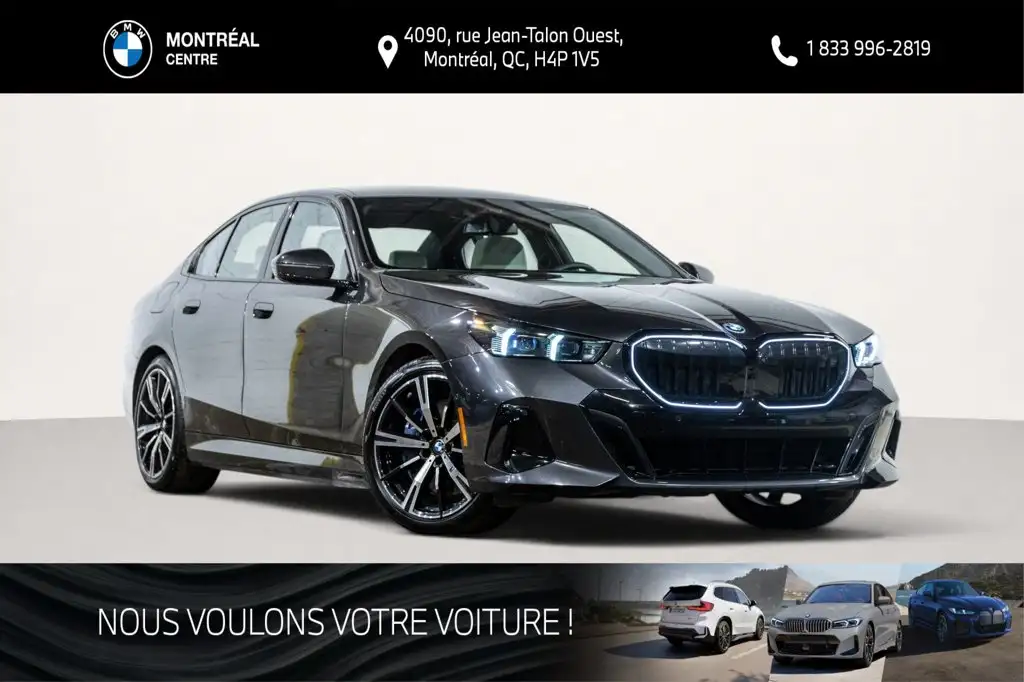 BMW
MONTRÉAL
CENTRE
4090, rue Jean-Talon Ouest,
Montréal, QC, H4P 1V5
1 833 996-2819
NOUS VOULONS VOTRE VOITURE !